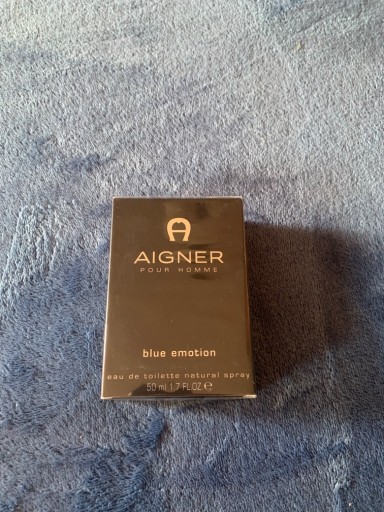 AIGNER
POUR HOMME
blue emotion
eau de toilette natural spray
50 ml 1.7 FL.OZ ℮